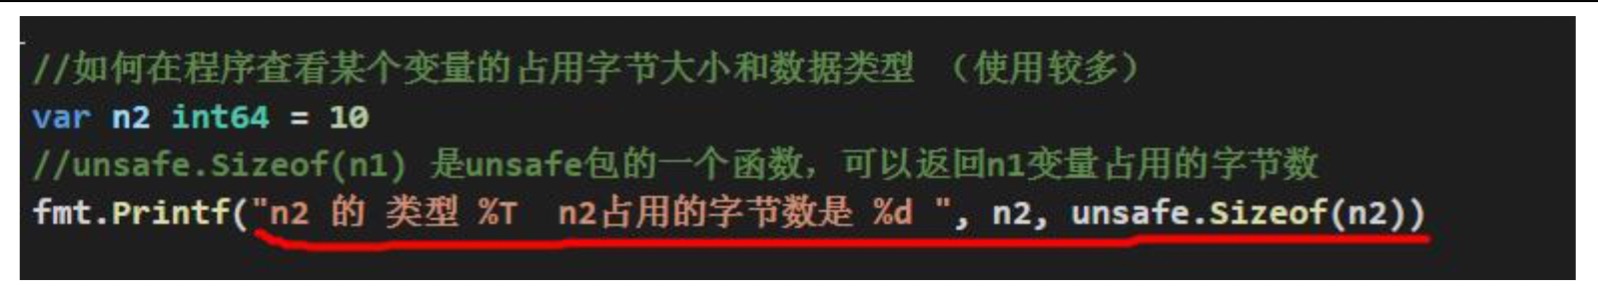 //如何在程序查看某个变量的占用字节大小和数据类型 （使用较多）
var n2 int64 = 10
//unsafe.Sizeof(n1) 是unsafe包的一个函数，可以返回n1变量占用的字节数
fmt.Printf("n2 的 类型 %T  n2占用的字节数是 %d ", n2, unsafe.Sizeof(n2))